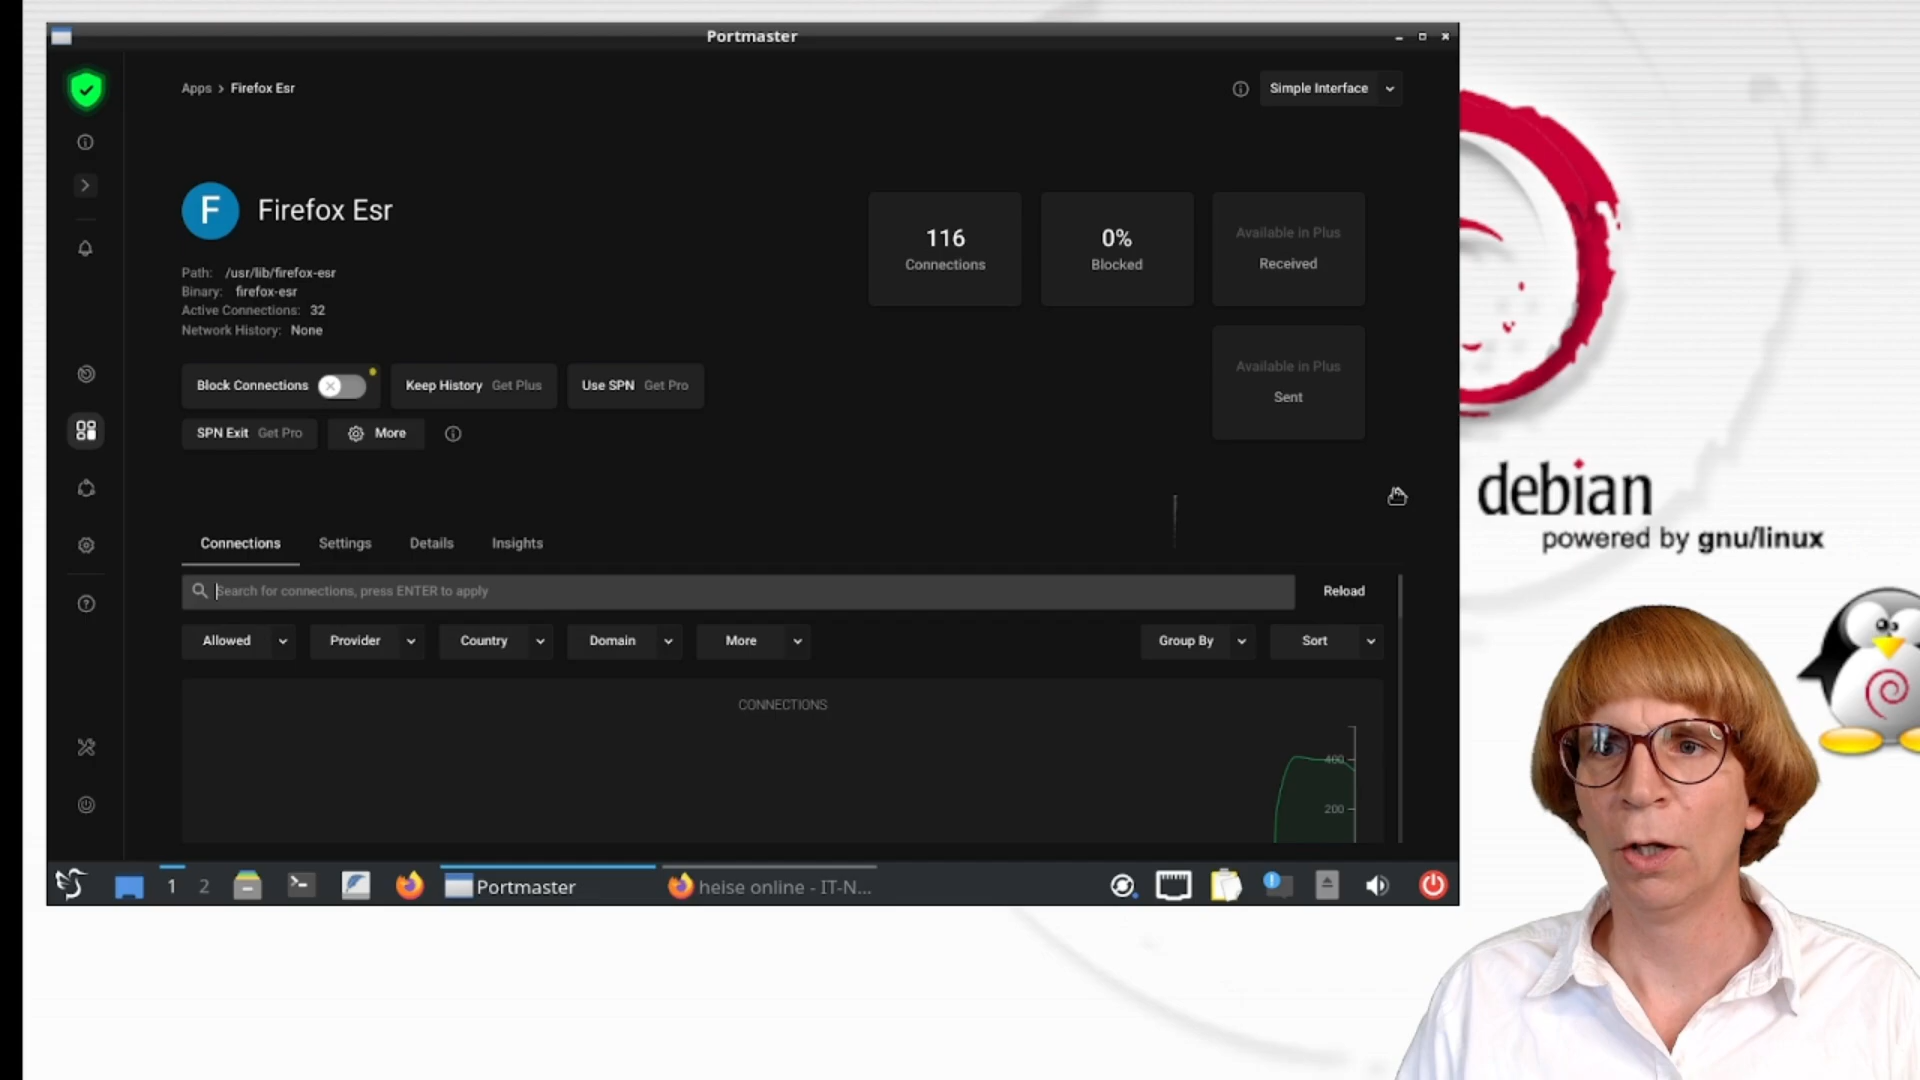 Portmaster
Apps > Firefox Esr
Simple Interface
F
Firefox Esr
Path: /usr/lib/firefox-esr
Binary: firefox-esr
Active Connections: 32
Network History: None
116
Connections
0%
Blocked
Available in Plus
Received
Available in Plus
Sent
Block Connections
Keep History Get Plus
Use SPN Get Pro
SPN Exit Get Pro
More
Connections
Settings
Details
Insights
Search for connections, press ENTER to apply
Reload
Allowed
Provider
Country
Domain
More
Group By
Sort
CONNECTIONS
400
200
1
2
Portmaster
heise online - IT-N...
debian
powered by gnu/linux